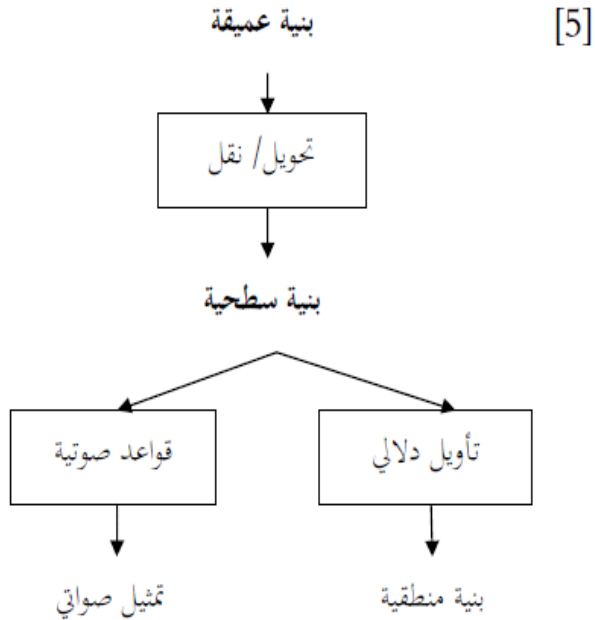 [5]
بنية عميقة
تحويل/ نقل
بنية سطحية
تأويل دلالي
قواعد صوتية
بنية منطقية
تمثيل صواتي